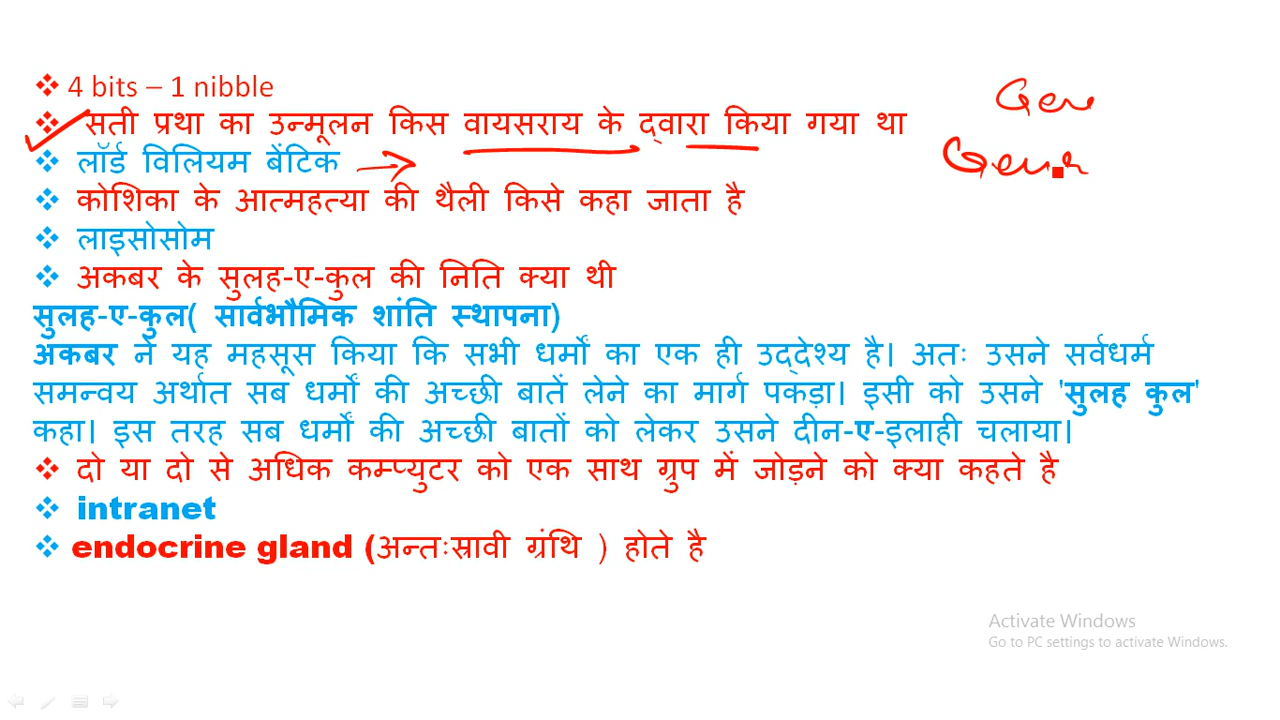 4 bits – 1 nibble
सती प्रथा का उन्मूलन किस वायसराय के द्वारा किया गया था
लॉर्ड विलियम बेंटिक
कोशिका के आत्महत्या की थैली किसे कहा जाता है
लाइसोसोम
अकबर के सुलह-ए-कुल की निति क्या थी
सुलह-ए-कुल( सार्वभौमिक शांति स्थापना)
अकबर ने यह महसूस किया कि सभी धर्मों का एक ही उद्देश्य है। अतः उसने सर्वधर्म
समन्वय अर्थात सब धर्मों की अच्छी बातें लेने का मार्ग पकड़ा। इसी को उसने 'सुलह कुल'
कहा। इस तरह सब धर्मों की अच्छी बातों को लेकर उसने दीन-ए-इलाही चलाया।
दो या दो से अधिक कम्प्युटर को एक साथ ग्रुप में जोड़ने को क्या कहते है
intranet
endocrine gland (अन्तःस्रावी ग्रंथि ) होते है
Activate Windows
Go to PC settings to activate Windows.